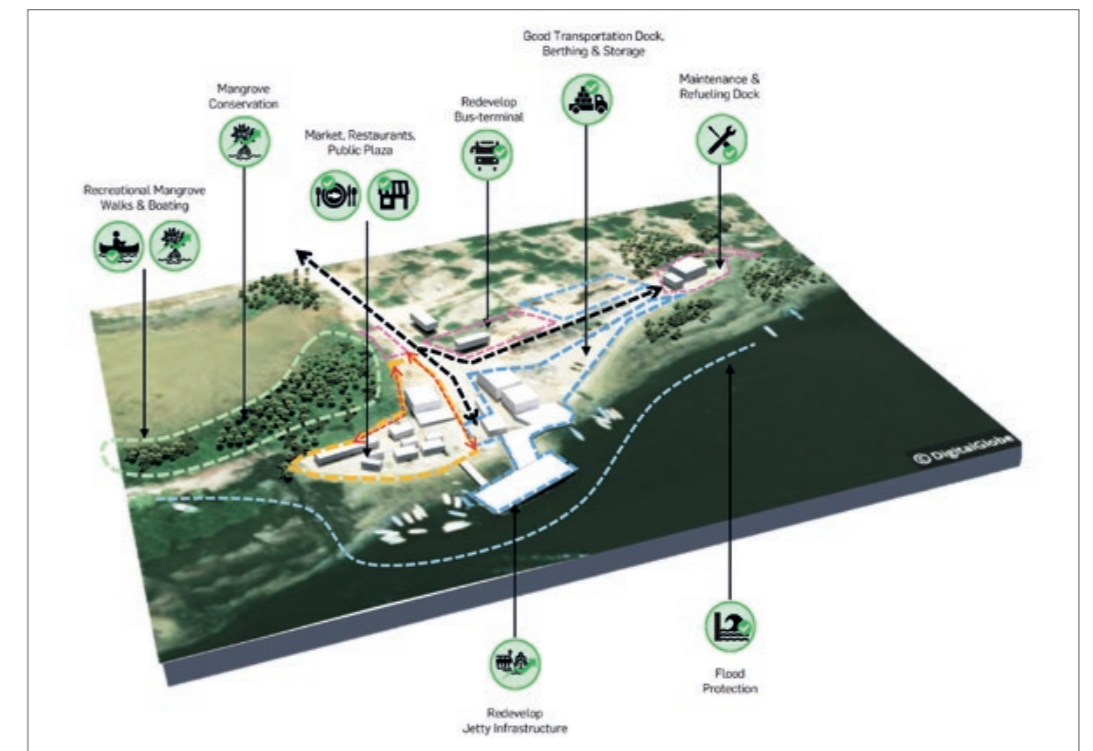 Good Transportation Dock,
Berthing & Storage
Maintenance &
Refueling Dock
Mangrove
Conservation
Redevelop
Bus-terminal
Market, Restaurants,
Public Plaza
Recreational Mangrove
Walks & Boating
© DigitalGlobe
Flood
Protection
Redevelop
Jetty Infrastructure